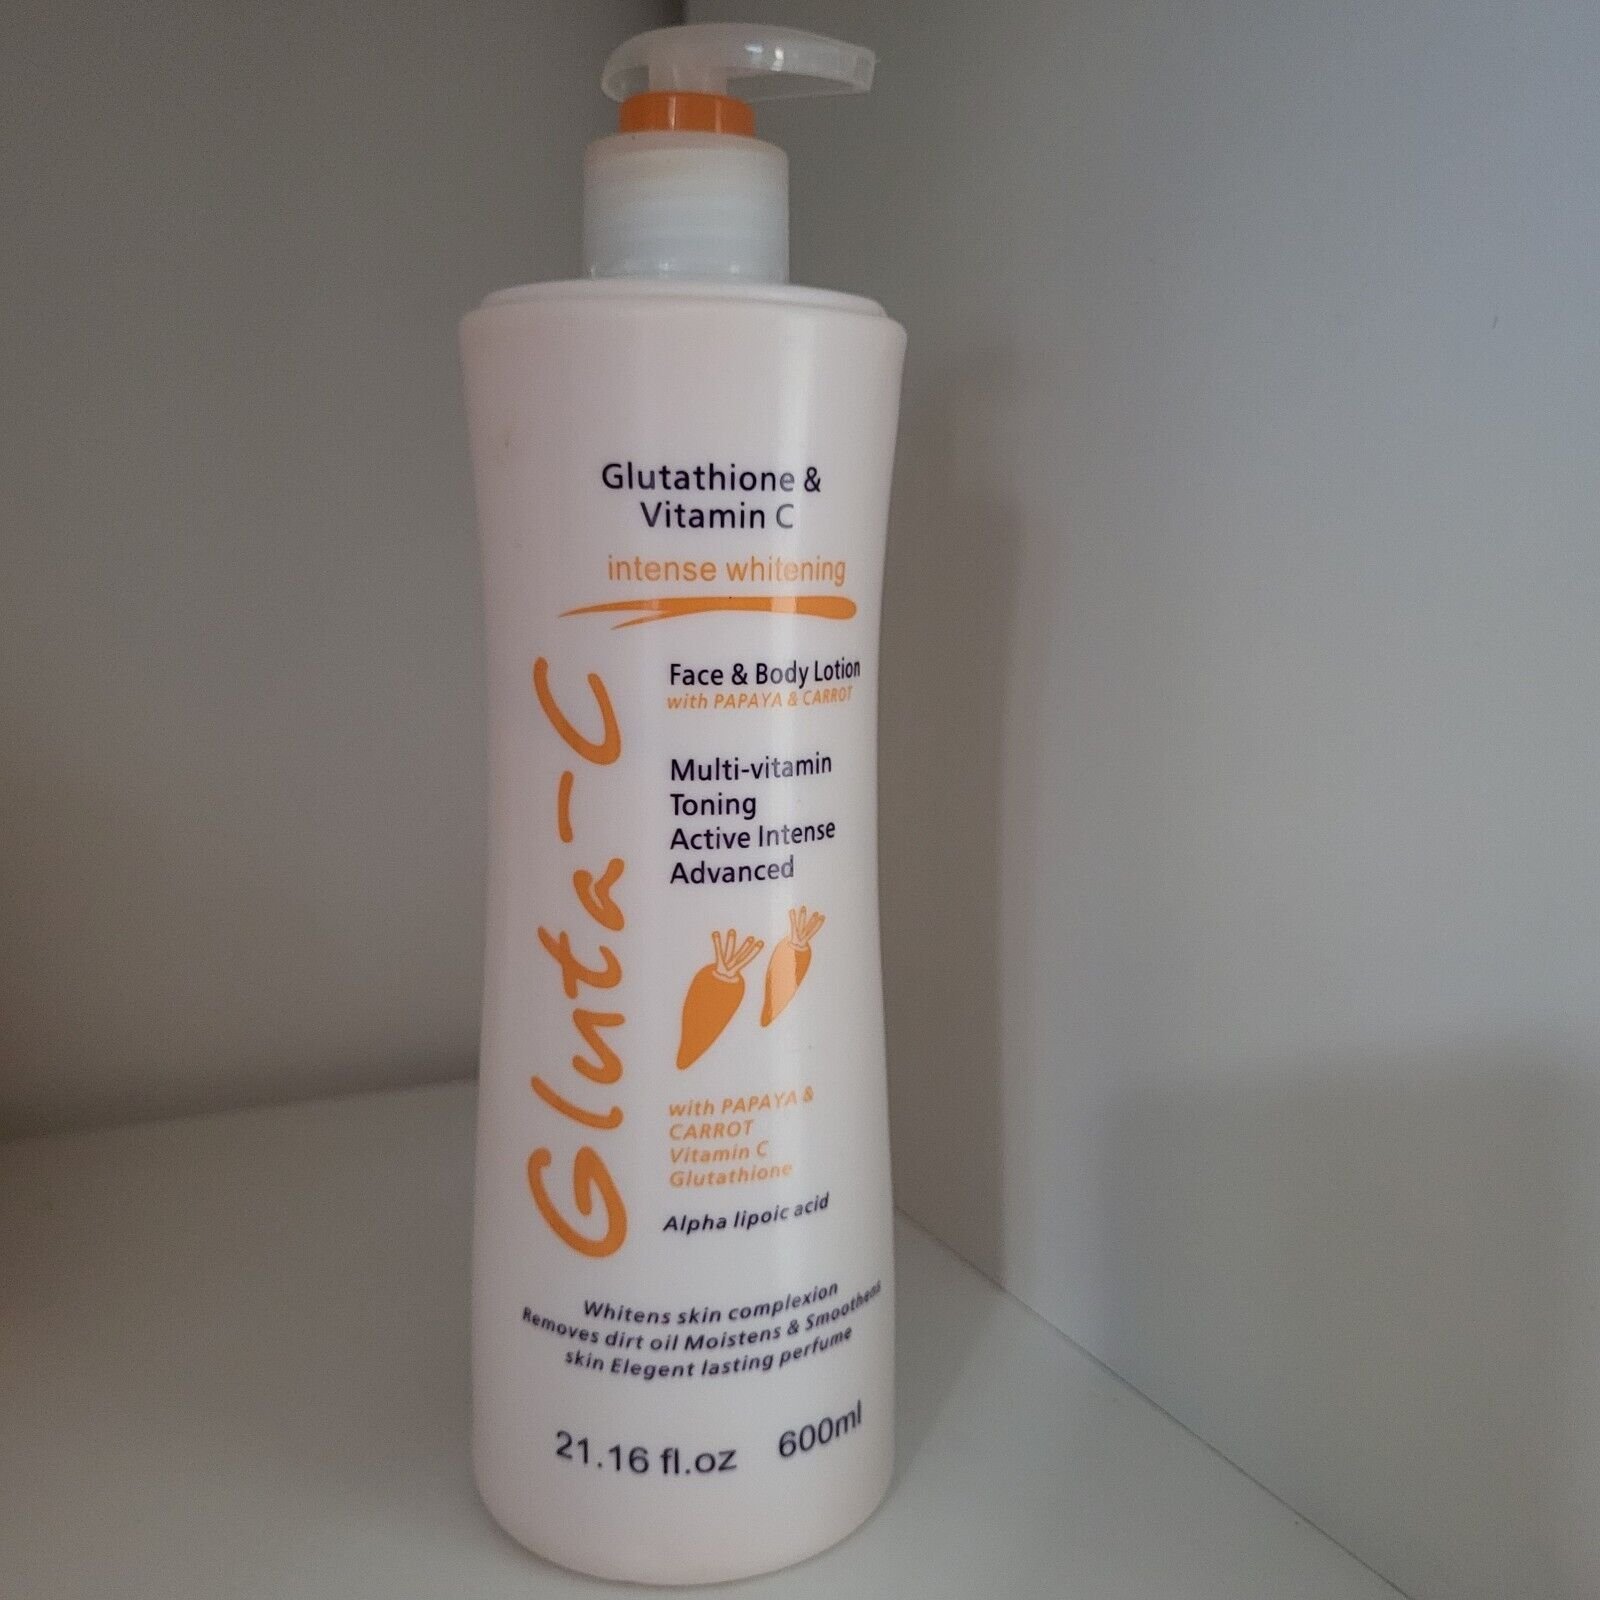 Glutathione &
Vitamin C
intense whitening
Gluta-C
Face & Body Lotion
with PAPAYA & CARROT
Multi-vitamin
Toning
Active Intense
Advanced
with PAPAYA &
CARROT
Vitamin C
Glutathione
Alpha lipoic acid
Whitens skin complexion
Removes dirt oil Moistens & Smoothens
skin Elegent lasting perfume
21.16 fl.oz 600ml